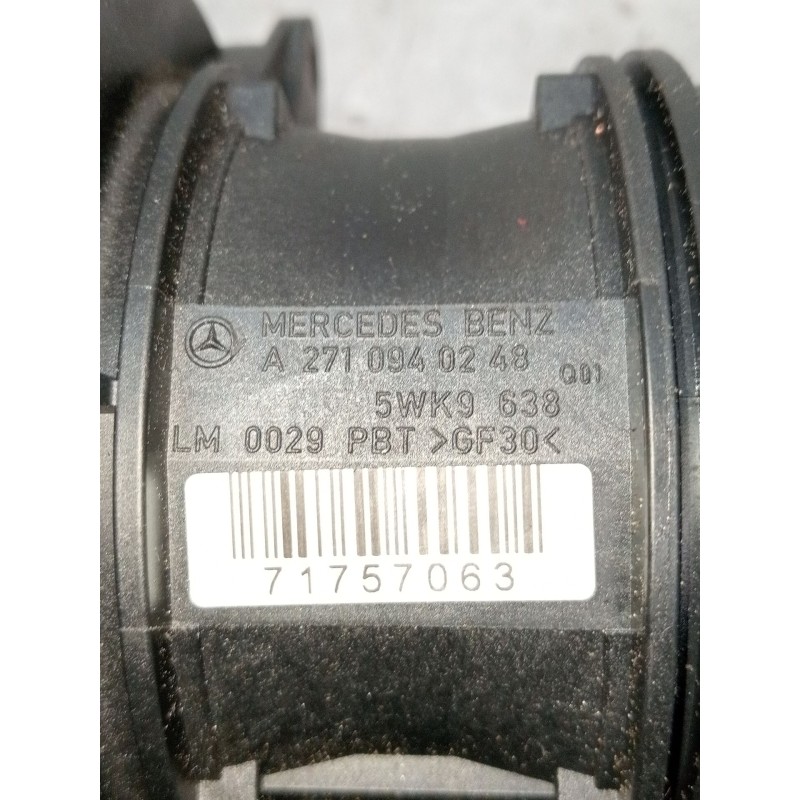 MERCEDES BENZ
A 271 094 02 48 Q01
5WK9 638
LM 0029 PBT >GF30<
71757063